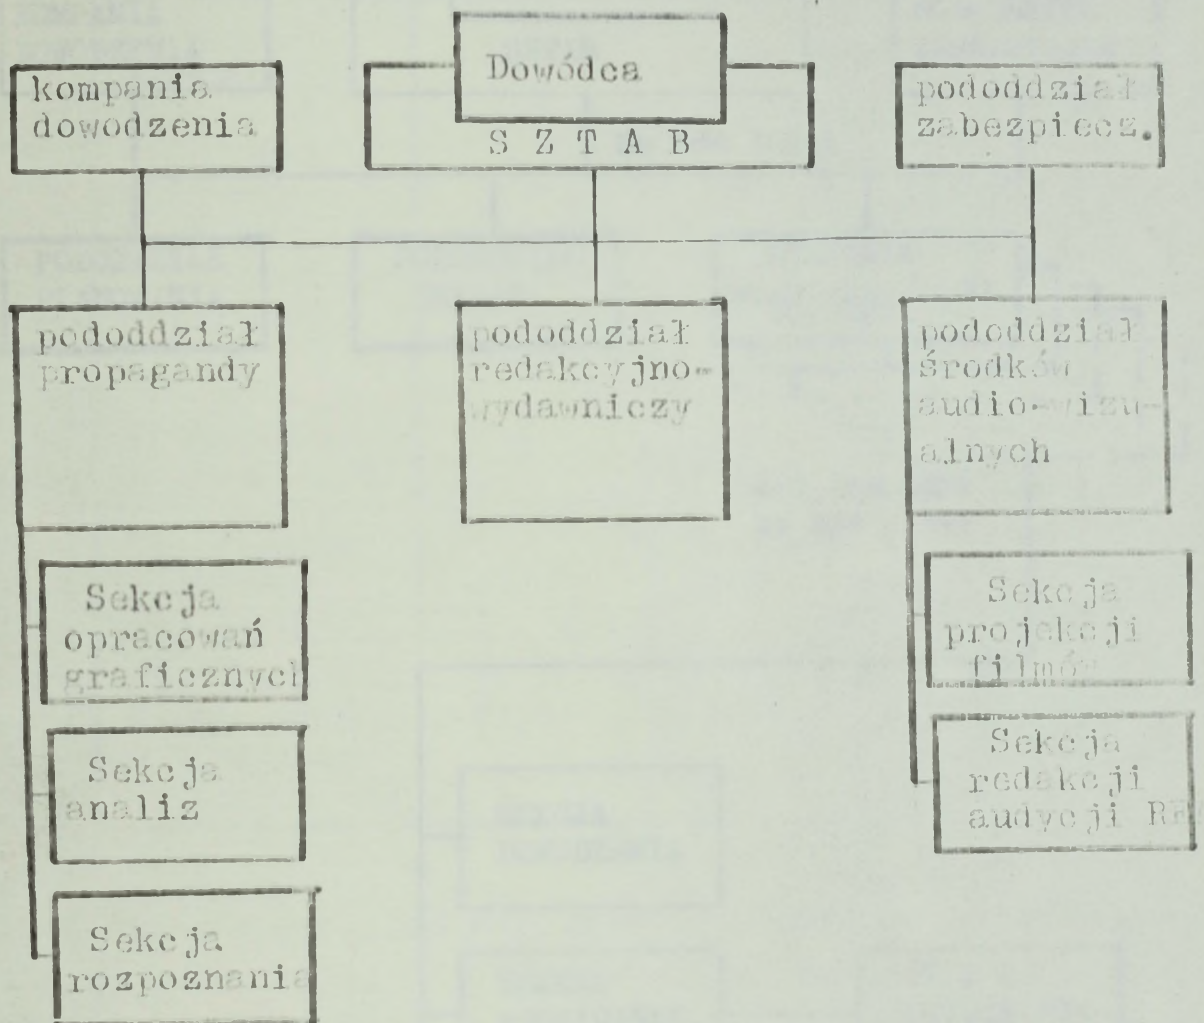 kompania
dowodzenia
Dowódca
S Z T A B
pododdział
zabezpiecz.
pododdział
propagandy
pododdział
redakcyjno-
wydawniczy
pododdział
środków
audio-wizu-
alnych
Sekcja
opracowań
graficznych
Sekcja
analiz
Sekcja
rozpoznania
Sekcja
projekcji
filmów
Sekcja
redakcji
audycji